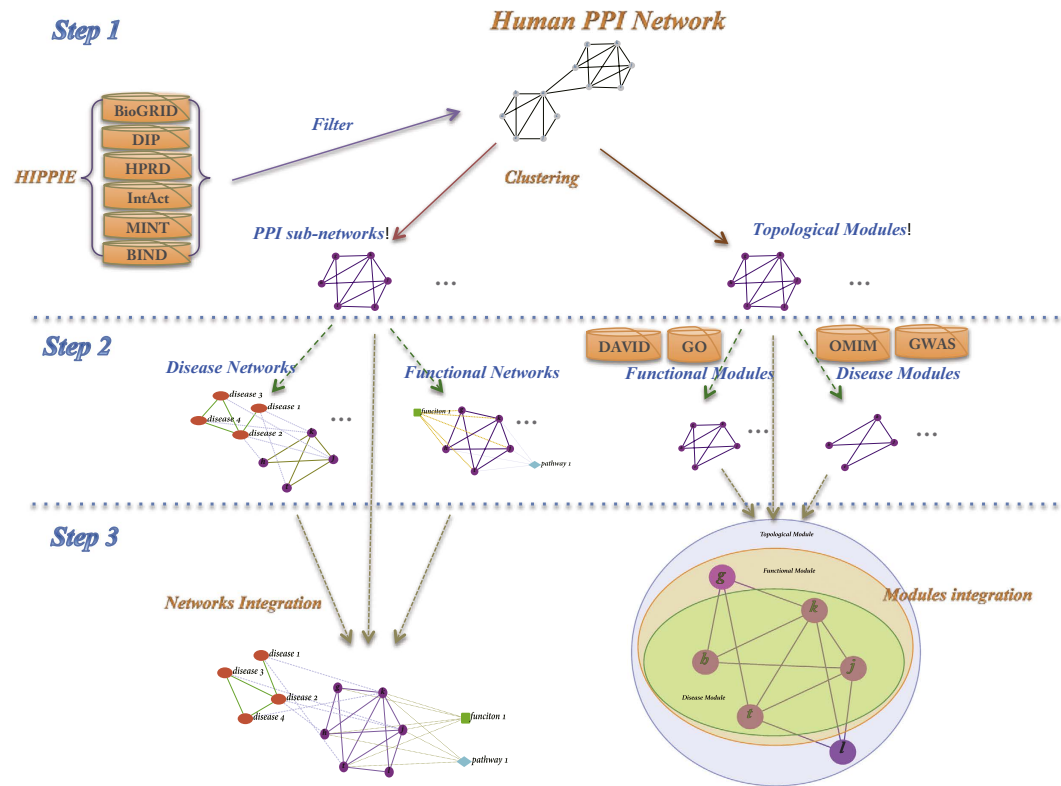 Step 1
Human PPI Network
BioGRID
DIP
HPRD
IntAct
MINT
BIND
HIPPIE
Filter
Clustering
PPI sub-networks!
Topological Modules!
...
...
Step 2
DAVID
GO
OMIM
GWAS
Disease Networks
Functional Networks
Functional Modules
Disease Modules
disease 3
disease 1
disease 4
disease 2
...
funciton 1
pathway 1
...
...
...
Step 3
Networks Integration
disease 1
disease 3
disease 2
disease 4
funciton 1
pathway 1
Topological Module
Functional Module
Modules integration
g
k
b
j
Disease Module
t
l